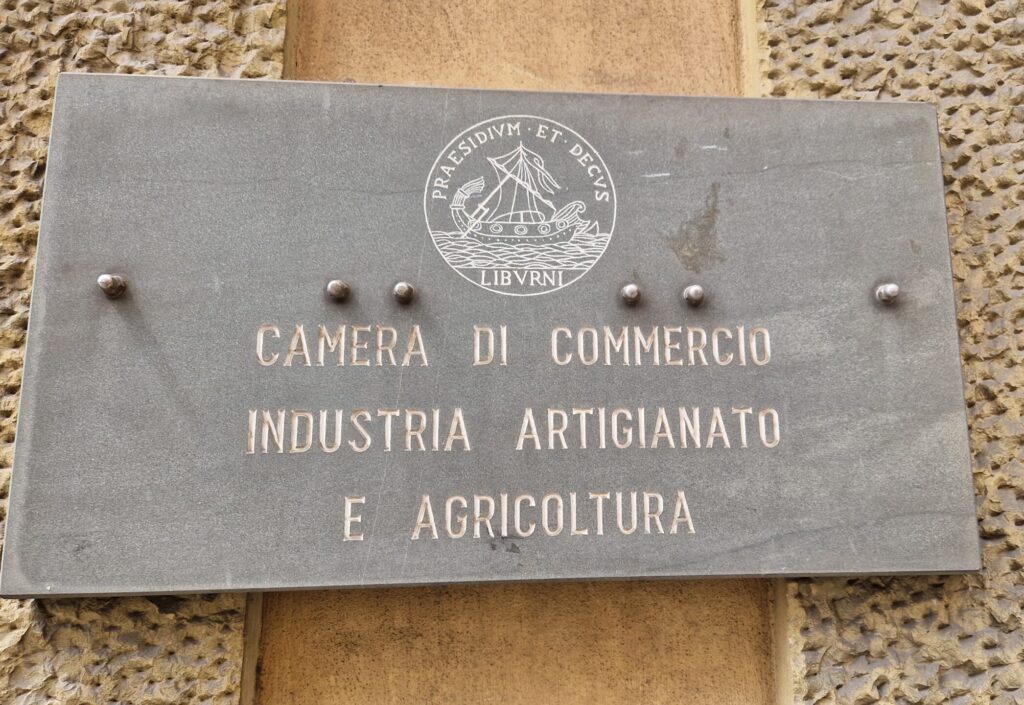 PRAESIDIVM · ET · DECVS
LIBVRNI
CAMERA DI COMMERCIO
INDUSTRIA ARTIGIANATO
E AGRICOLTURA